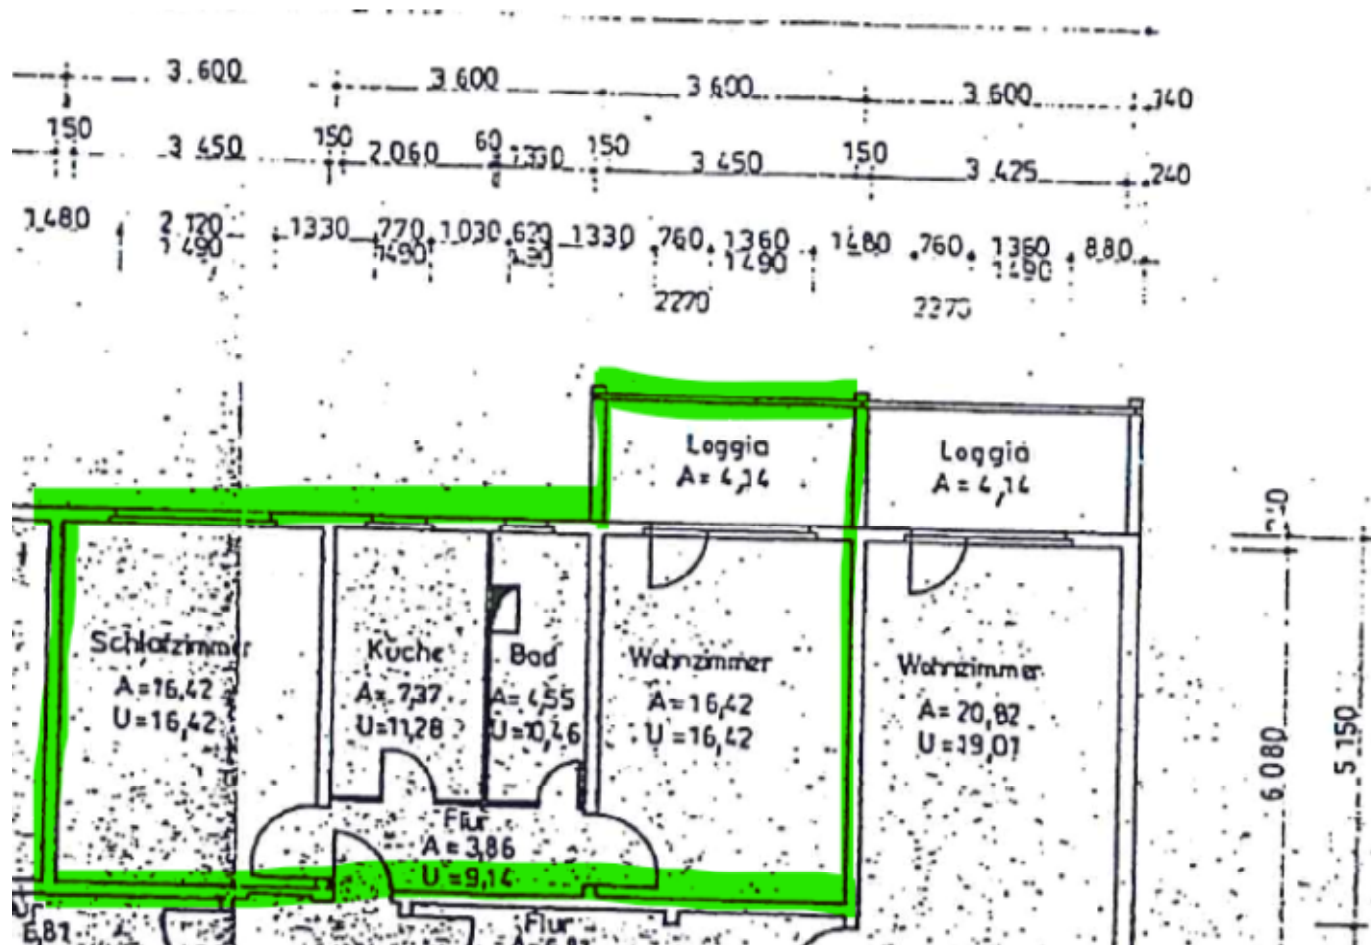 3.600 3 600 3 600 3 600 140
150 3 450 150 2060 60 1330 150 3 450 150 3 425 240
1.480 2 120 1330 770 1.030 620 1330 760 1360 1480 760 1360 880
1 490 1490 1490 1490
2270 2270
Loggia
A = 4,14
Loggia
A = 4,14
Schlafzimmer
A = 16,42
U = 16,42
Küche
A = 7,37
U = 11,28
Bad
A = 4,55
U = 10,46
Wohnzimmer
A = 16,42
U = 16,42
Wohnzimmer
A = 20,82
U = 19,01
6 080
5 150
Flur
A = 3,86
U = 9,14
Flur